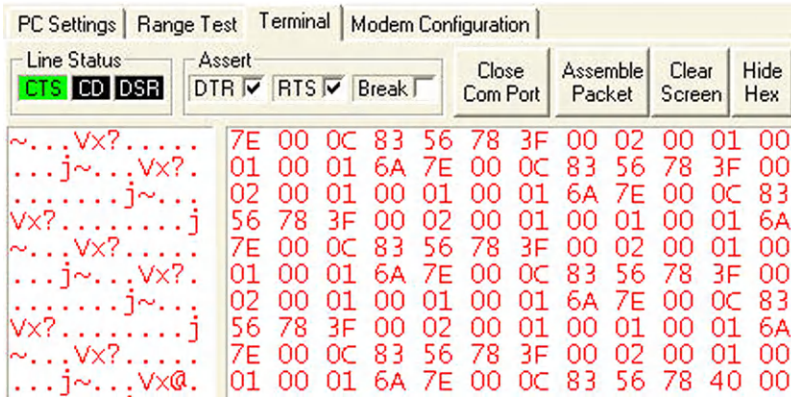 PC Settings Range Test Terminal Modem Configuration
Line Status Assert
CTS CD DSR DTR RTS Break Close Com Port Assemble Packet Clear Screen Hide Hex
~...Vx?..... 7E 00 0C 83 56 78 3F 00 02 00 01 00
...j~...Vx?. 01 00 01 6A 7E 00 0C 83 56 78 3F 00
.......j~... 02 00 01 00 01 00 01 6A 7E 00 0C 83
Vx?........j 56 78 3F 00 02 00 01 00 01 00 01 6A
~...Vx?..... 7E 00 0C 83 56 78 3F 00 02 00 01 00
...j~...Vx?. 01 00 01 6A 7E 00 0C 83 56 78 3F 00
.......j~... 02 00 01 00 01 00 01 6A 7E 00 0C 83
Vx?........j 56 78 3F 00 02 00 01 00 01 00 01 6A
~...Vx?..... 7E 00 0C 83 56 78 3F 00 02 00 01 00
...j~...Vx@. 01 00 01 6A 7E 00 0C 83 56 78 40 00